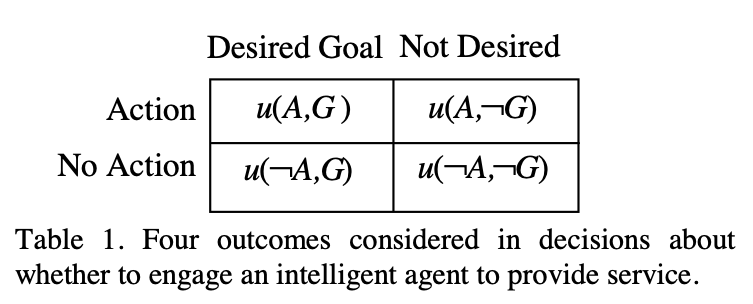 Desired Goal Not Desired
Action u(A,G) u(A,¬G)
No Action u(¬A,G) u(¬A,¬G)
Table 1. Four outcomes considered in decisions about
whether to engage an intelligent agent to provide service.